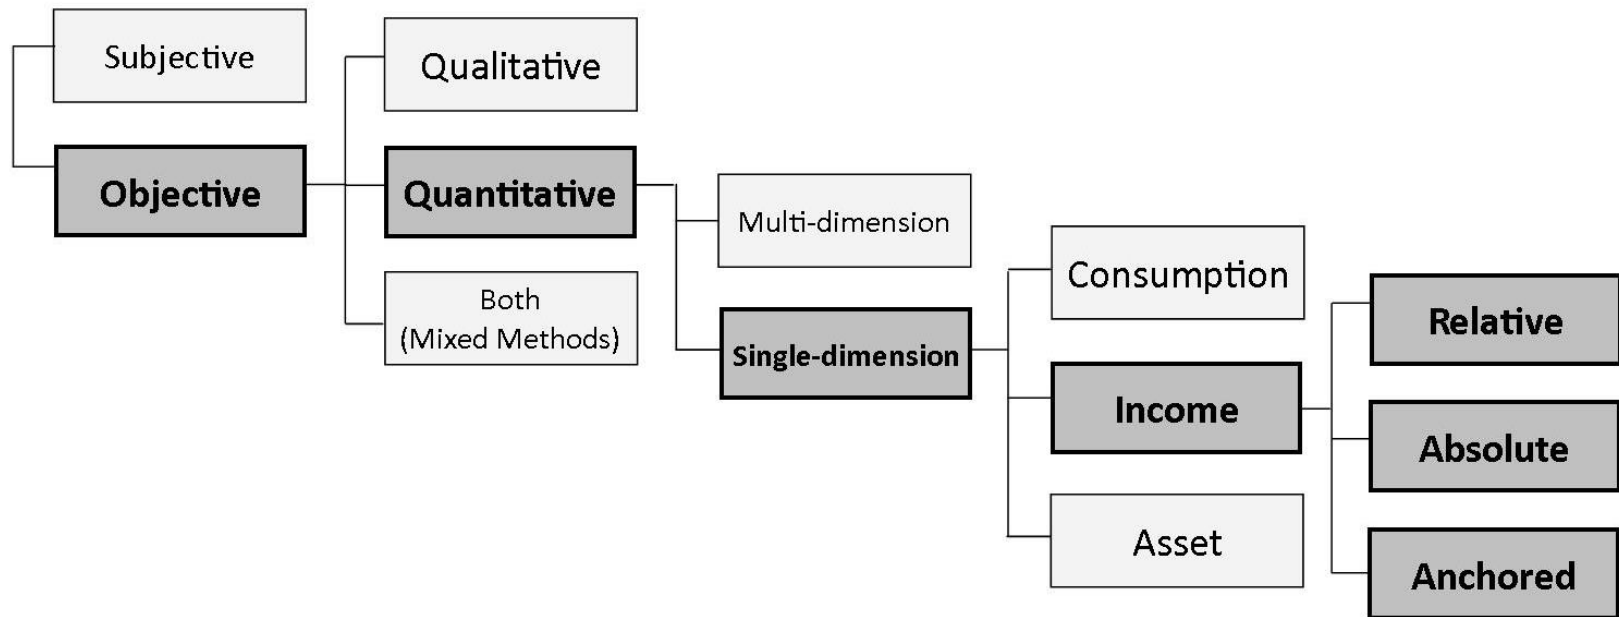 Subjective
Objective
Qualitative
Quantitative
Both
(Mixed Methods)
Multi-dimension
Single-dimension
Consumption
Income
Asset
Relative
Absolute
Anchored